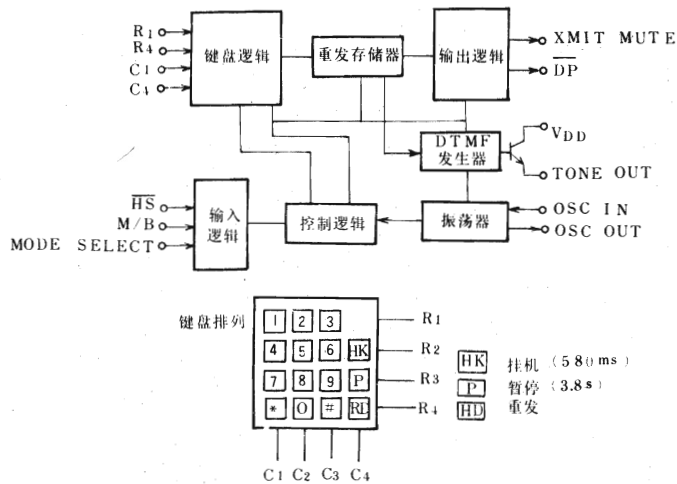 R1
R4
C1
C4
键盘逻辑
重发存储器
输出逻辑
XMIT MUTE
DP
DTMF
发生器
VDD
TONE OUT
HS
M/B
MODE SELECT
输入
逻辑
控制逻辑
振荡器
OSC IN
OSC OUT
键盘排列
1 2 3
R1
4 5 6 HK
R2
7 8 9 P
R3
* 0 # RD
R4
C1 C2 C3 C4
HK 挂机 (580ms)
P 暂停 (3.8s)
HD 重发